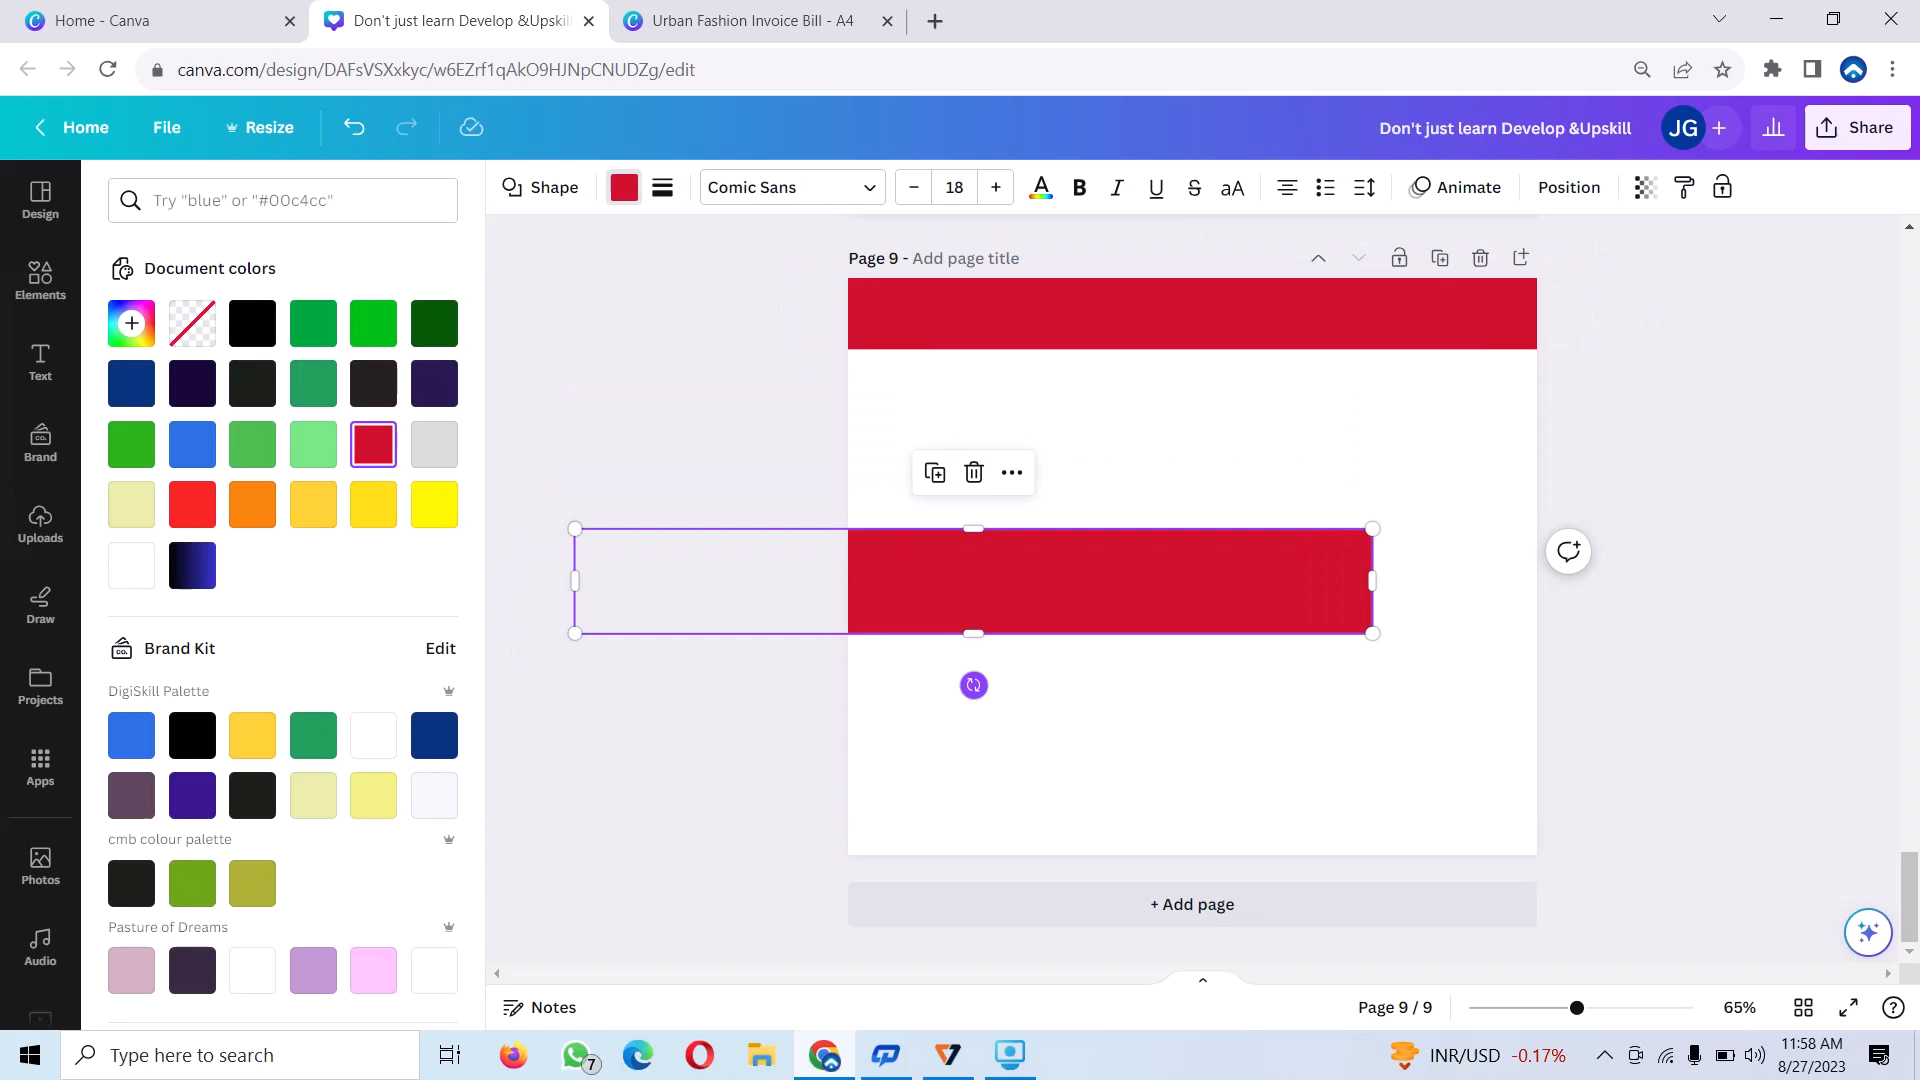 Home - Canva
Don't just learn Develop &Upskil
Urban Fashion Invoice Bill - A4
canva.com/design/DAFsVSXxkyc/w6EZrf1qAkO9HJNpCNUDZg/edit
Home
File
Resize
Don't just learn Develop &Upskill
JG
+
Share
Design
Elements
Text
Brand
Uploads
Draw
Projects
Apps
Photos
Audio
Try "blue" or "#00c4cc"
Document colors
Brand Kit
Edit
DigiSkill Palette
cmb colour palette
Pasture of Dreams
Shape
Comic Sans
– 18 +
A B I U S aA
Animate
Position
Page 9 - Add page title
+ Add page
Notes
Page 9 / 9
65%
Type here to search
7
INR/USD -0.17%
11:58 AM
8/27/2023